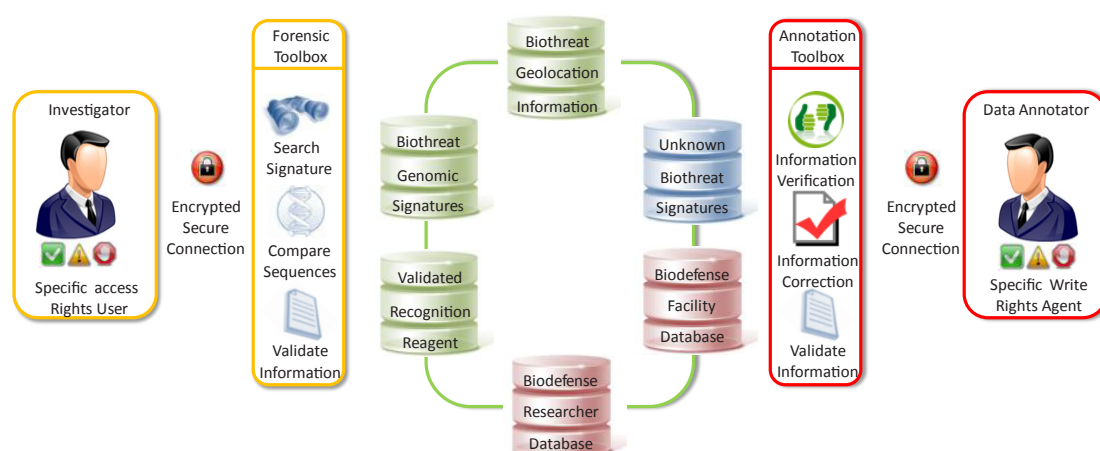 Investigator
Specific access
Rights User
Encrypted
Secure
Connection
Forensic
Toolbox
Search
Signature
Compare
Sequences
Validate
Information
Biothreat
Geolocation
Information
Biothreat
Genomic
Signatures
Validated
Recognition
Reagent
Unknown
Biothreat
Signatures
Biodefense
Facility
Database
Biodefense
Researcher
Database
Annotation
Toolbox
Information
Verification
Information
Correction
Validate
Information
Encrypted
Secure
Connection
Data Annotator
Specific Write
Rights Agent